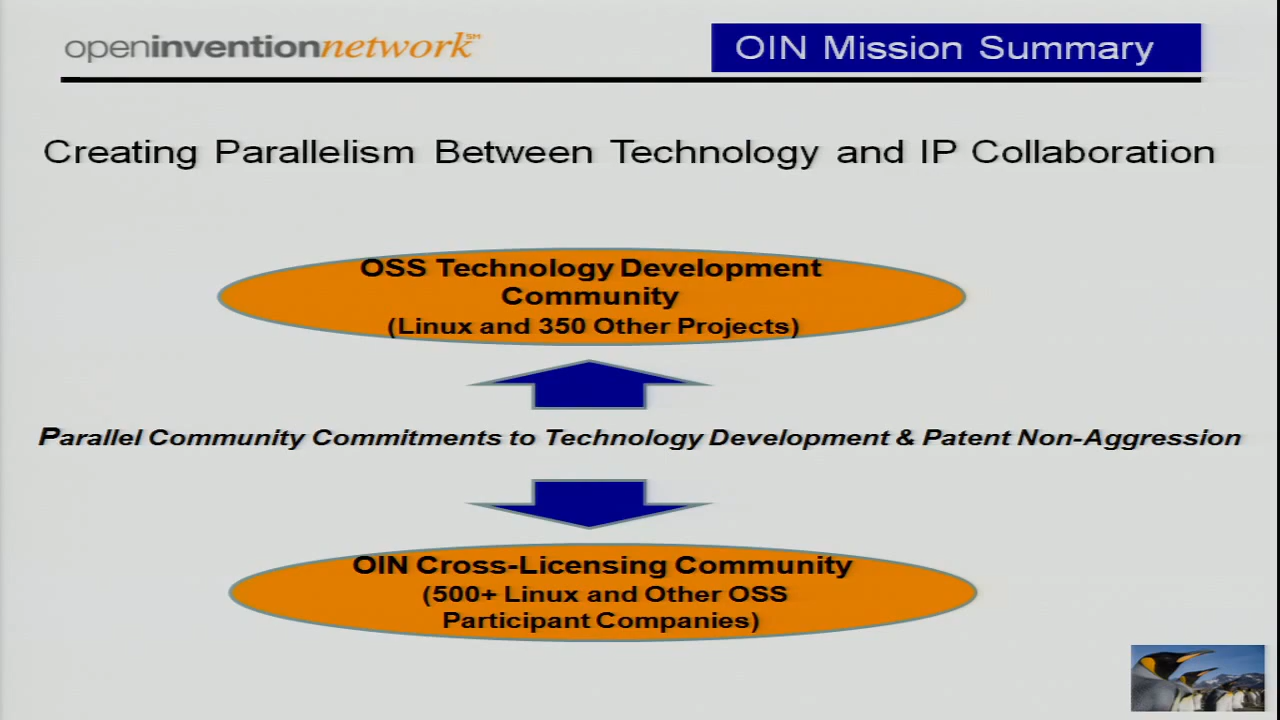 openinventionnetwork℠
OIN Mission Summary
Creating Parallelism Between Technology and IP Collaboration
OSS Technology Development
Community
(Linux and 350 Other Projects)
Parallel Community Commitments to Technology Development & Patent Non-Aggression
OIN Cross-Licensing Community
(500+ Linux and Other OSS
Participant Companies)